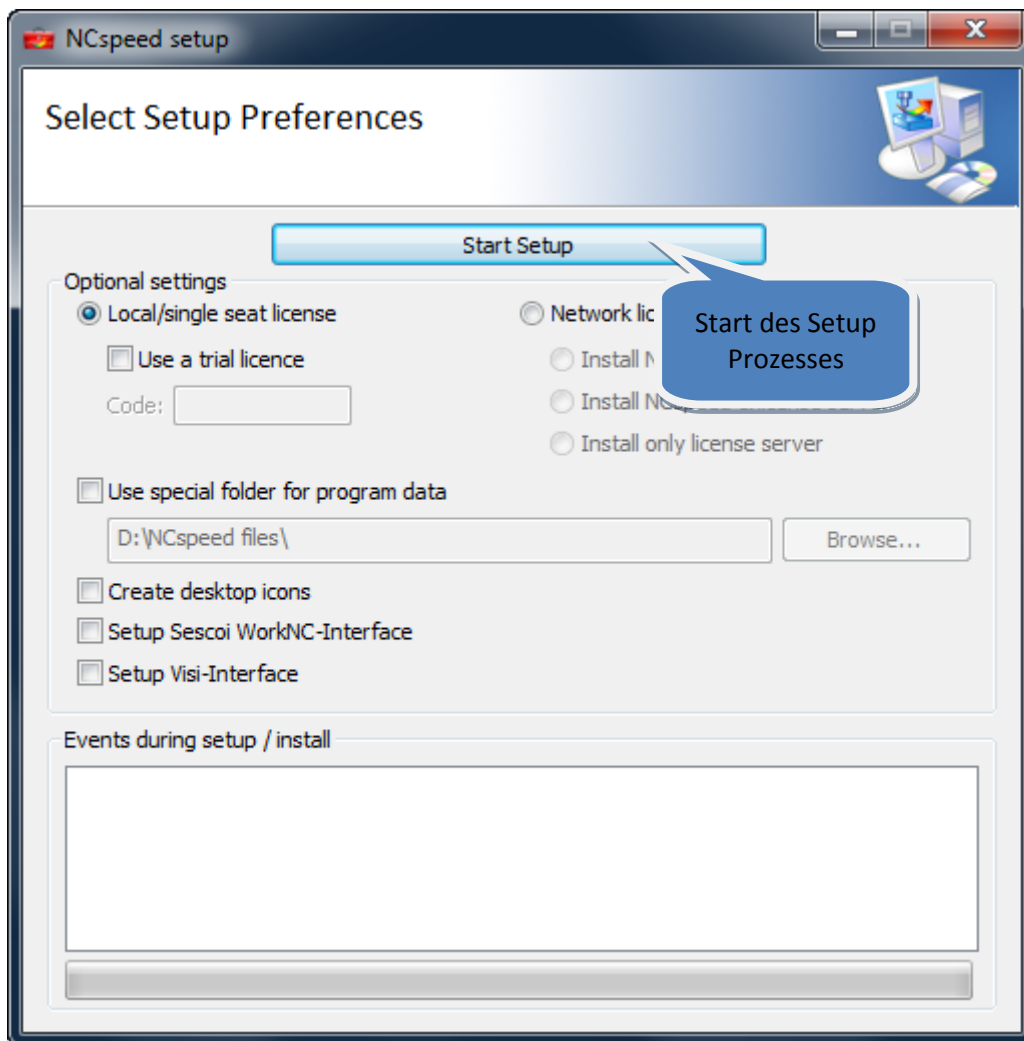 NCspeed setup
Select Setup Preferences
Start Setup
Start des Setup
Prozesses
Optional settings
Local/single seat license
Network
Use a trial licence
Install
Code:
Install
Install only license server
Use special folder for program data
D:\NCspeed files\
Browse...
Create desktop icons
Setup Sescoi WorkNC-Interface
Setup Visi-Interface
Events during setup / install